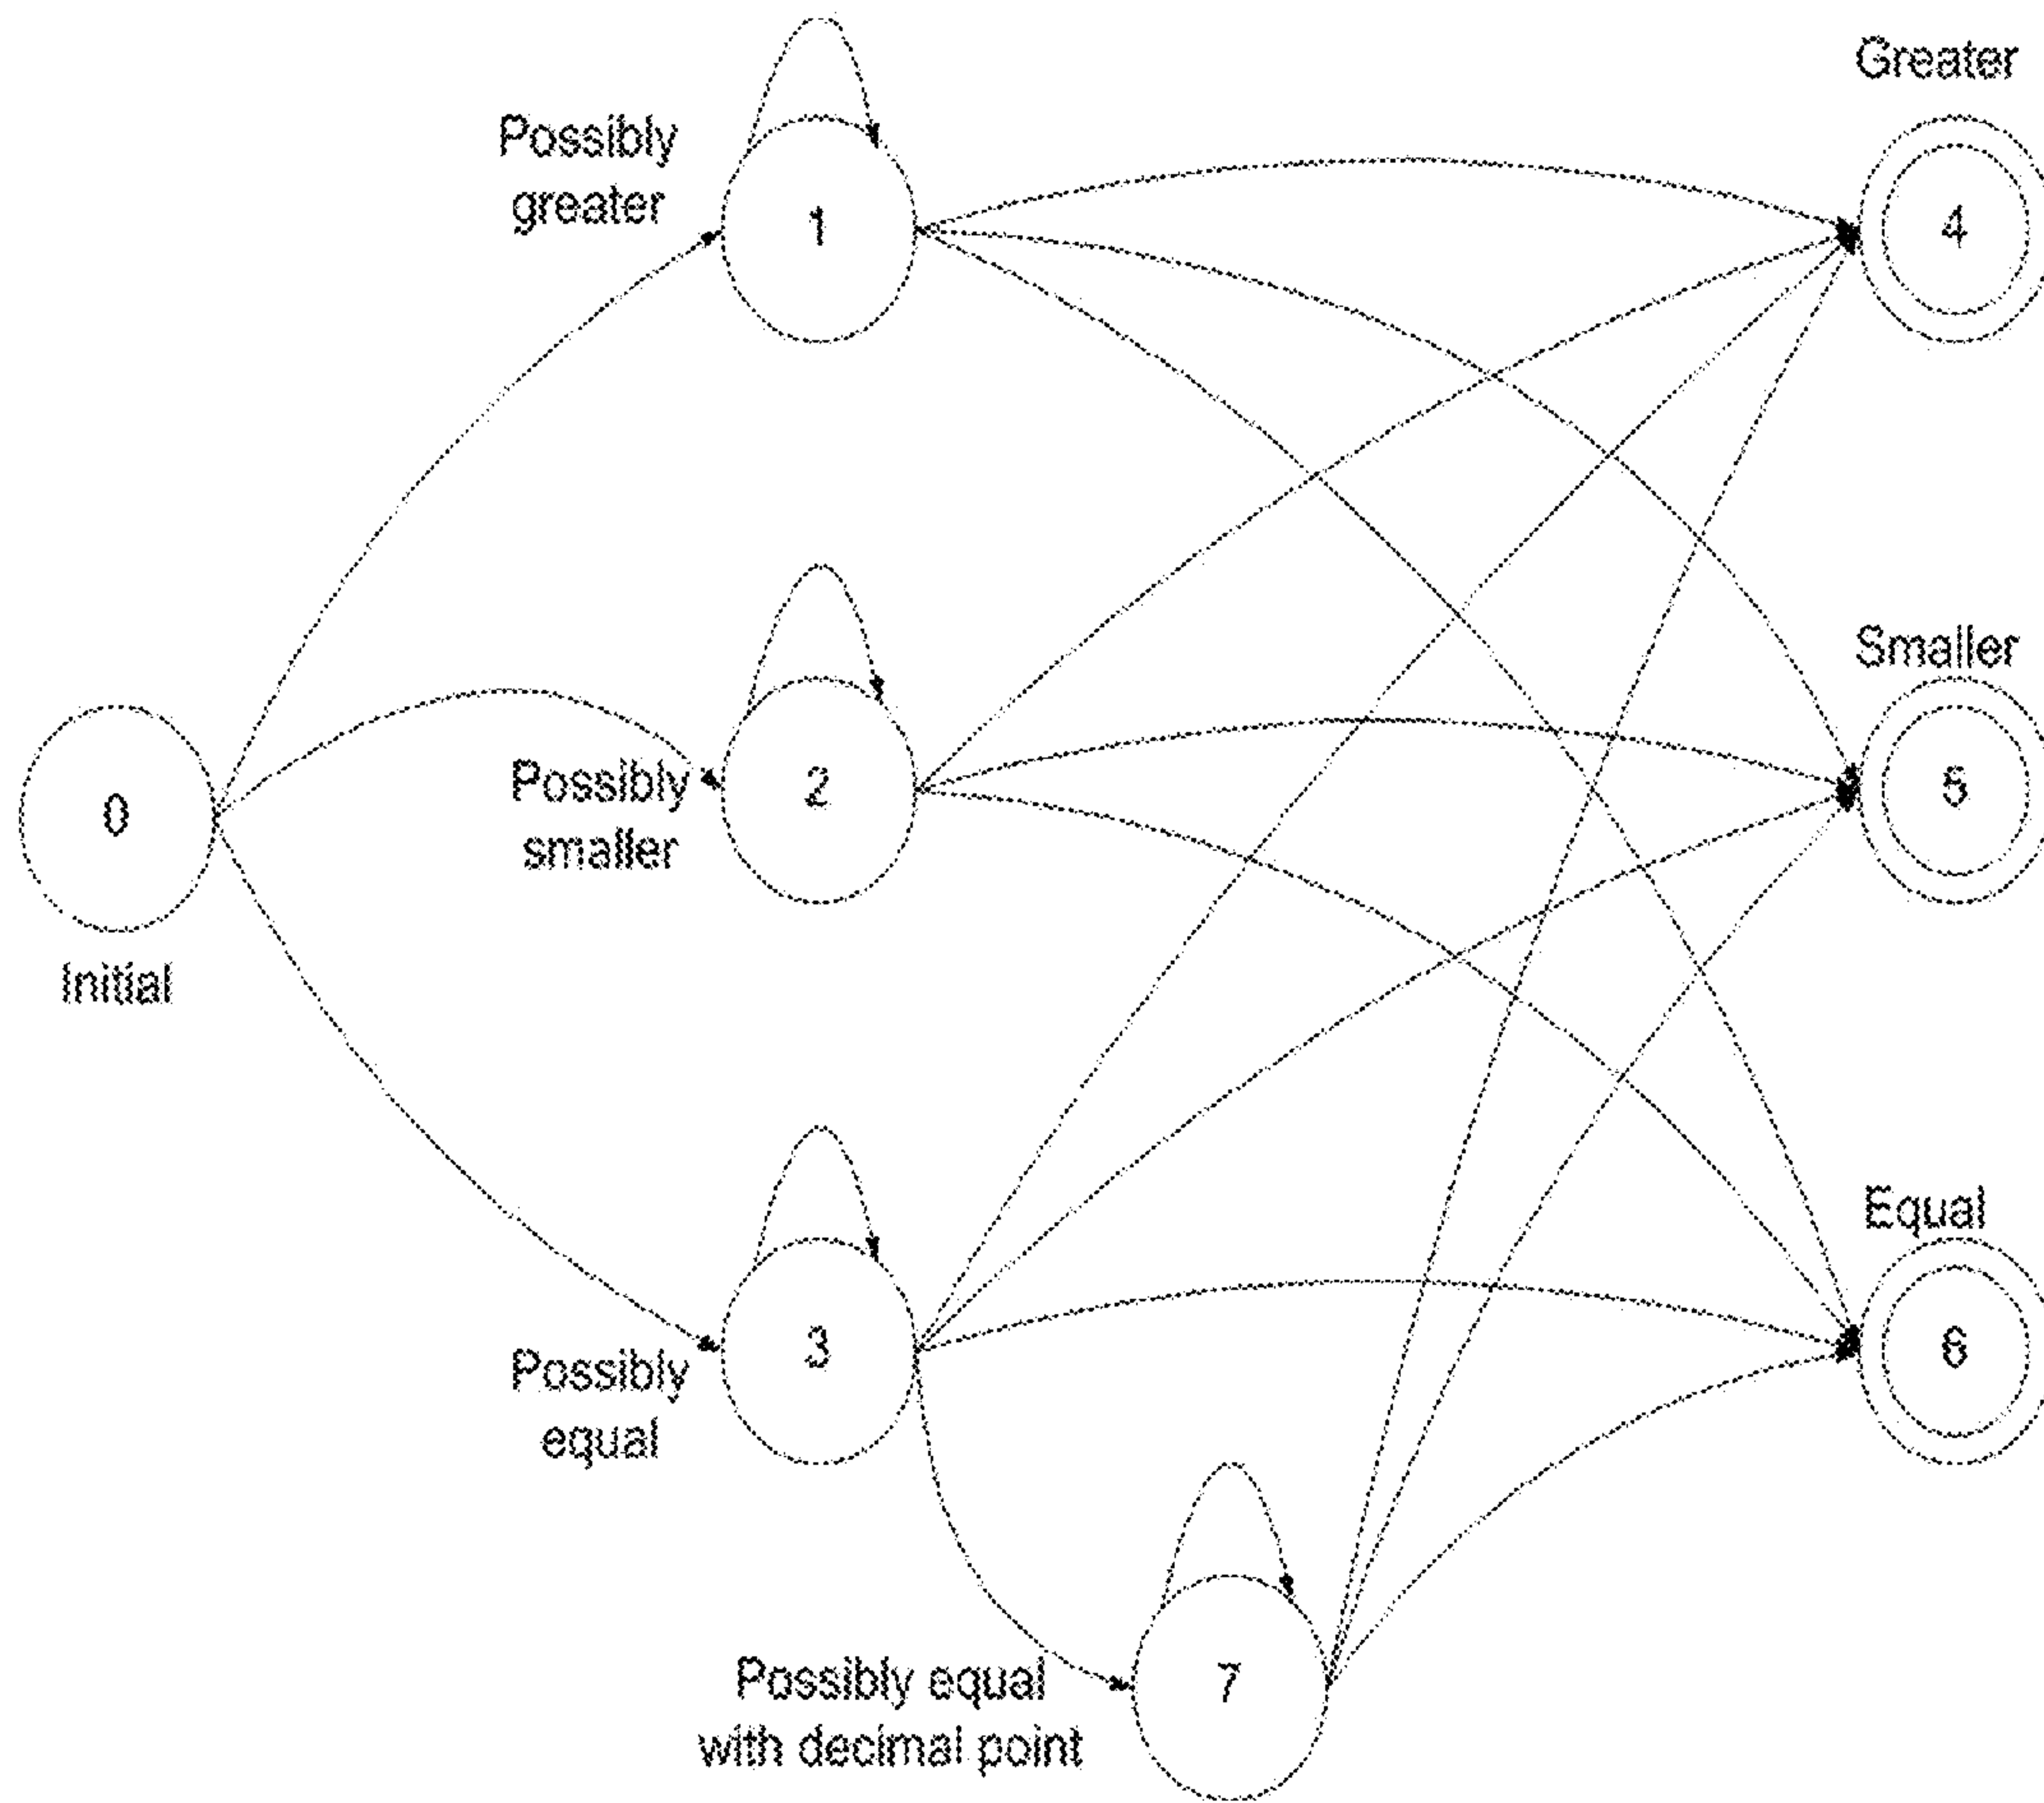 Greater
Possibly
greater
1
4
Smaller
0
Possibly
smaller
2
5
Initial
Equal
Possibly
equal
3
6
Possibly equal
with decimal point
7